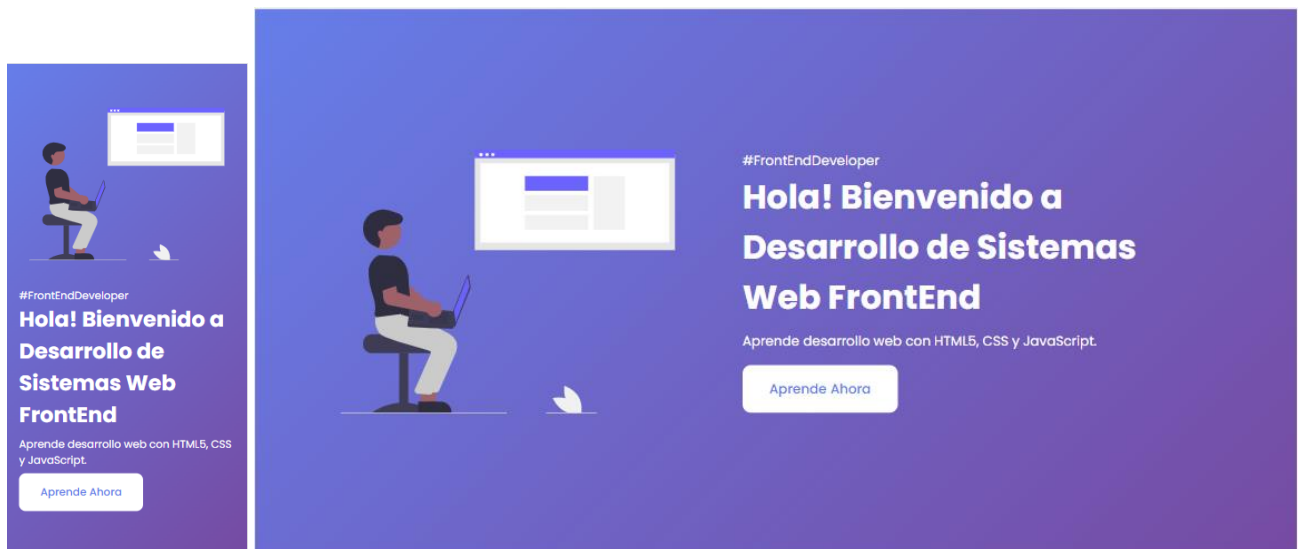 #FrontEndDeveloper
Hola! Bienvenido a
Desarrollo de
Sistemas Web
FrontEnd
Aprende desarrollo web con HTML5, CSS
y JavaScript.
Aprende Ahora
#FrontEndDeveloper
Hola! Bienvenido a
Desarrollo de Sistemas
Web FrontEnd
Aprende desarrollo web con HTML5, CSS y JavaScript.
Aprende Ahora